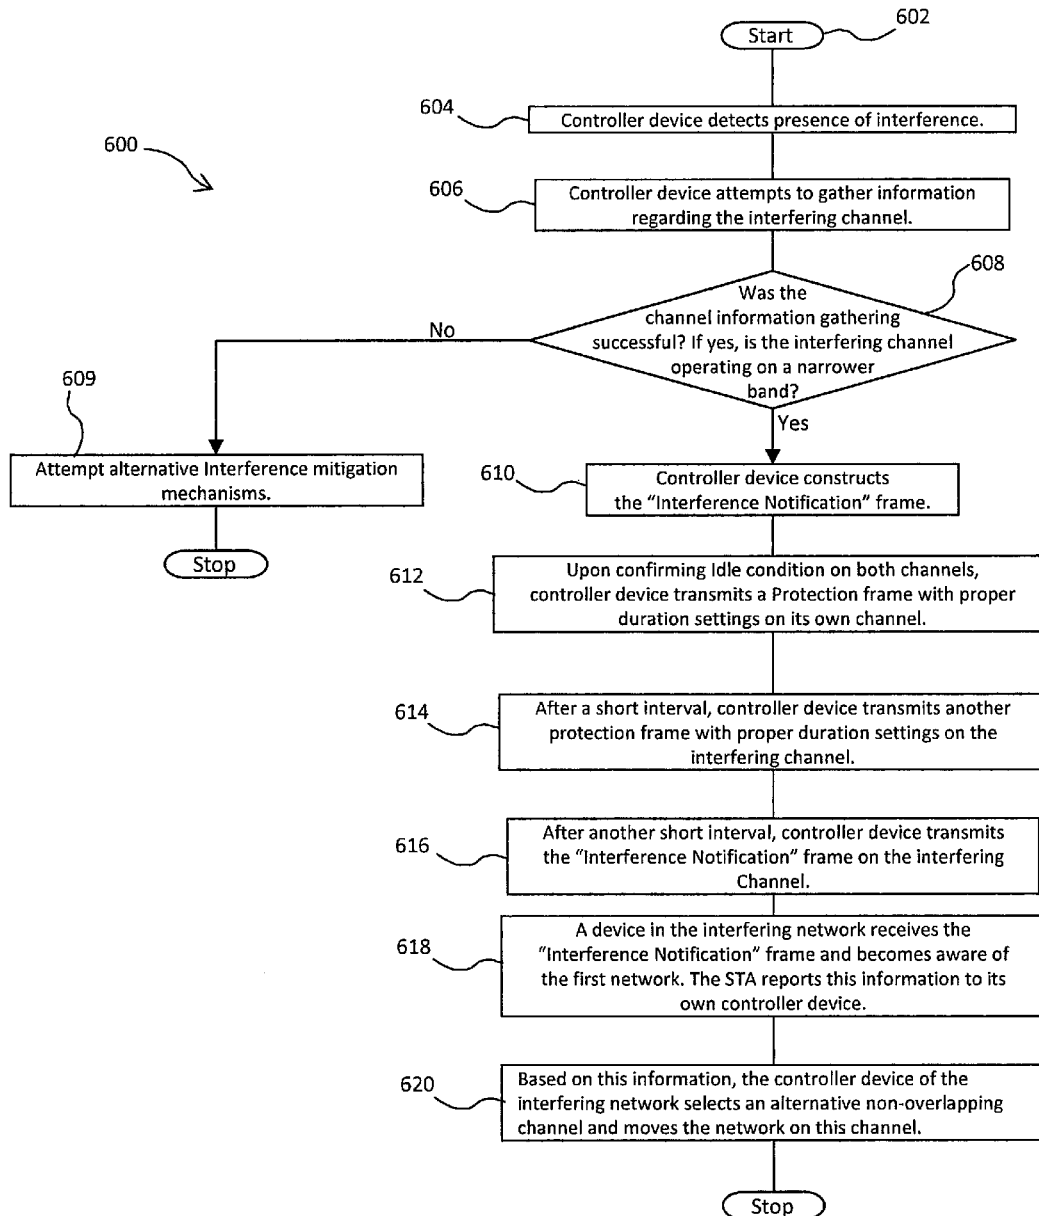 602
Start
604
Controller device detects presence of interference.
600
606
Controller device attempts to gather information
regarding the interfering channel.
608
Was the
channel information gathering
successful? If yes, is the interfering channel
operating on a narrower
band?
No
Yes
609
Attempt alternative Interference mitigation
mechanisms.
Stop
610
Controller device constructs
the “Interference Notification” frame.
612
Upon confirming Idle condition on both channels,
controller device transmits a Protection frame with proper
duration settings on its own channel.
614
After a short interval, controller device transmits another
protection frame with proper duration settings on the
interfering channel.
616
After another short interval, controller device transmits
the “Interference Notification” frame on the interfering
Channel.
618
A device in the interfering network receives the
“Interference Notification” frame and becomes aware of
the first network. The STA reports this information to its
own controller device.
620
Based on this information, the controller device of the
interfering network selects an alternative non-overlapping
channel and moves the network on this channel.
Stop